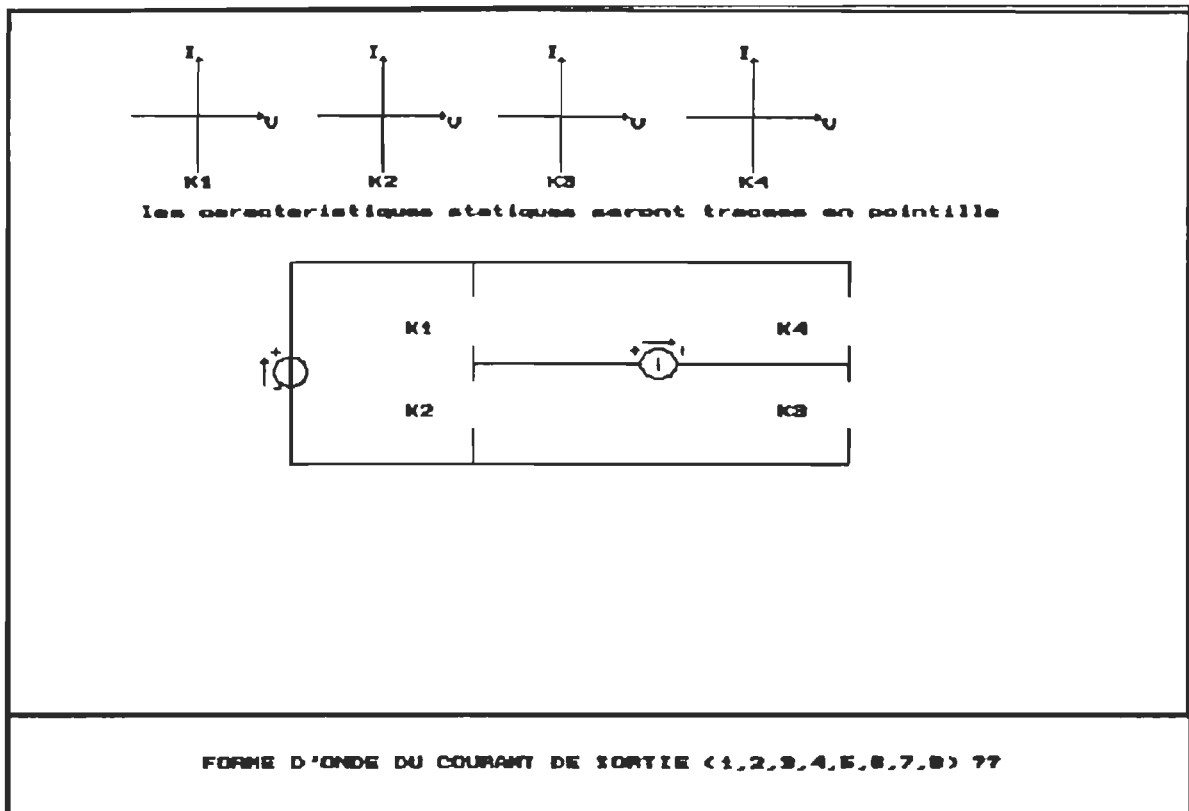 I I I I
U U U U
K1 K2 K3 K4
les caracteristiques statiques seront traces en pointille
K1 K4
+ + I
-
K2 K3
FORME D'ONDE DU COURANT DE SORTIE (1,2,3,4,5,6,7,8) ??